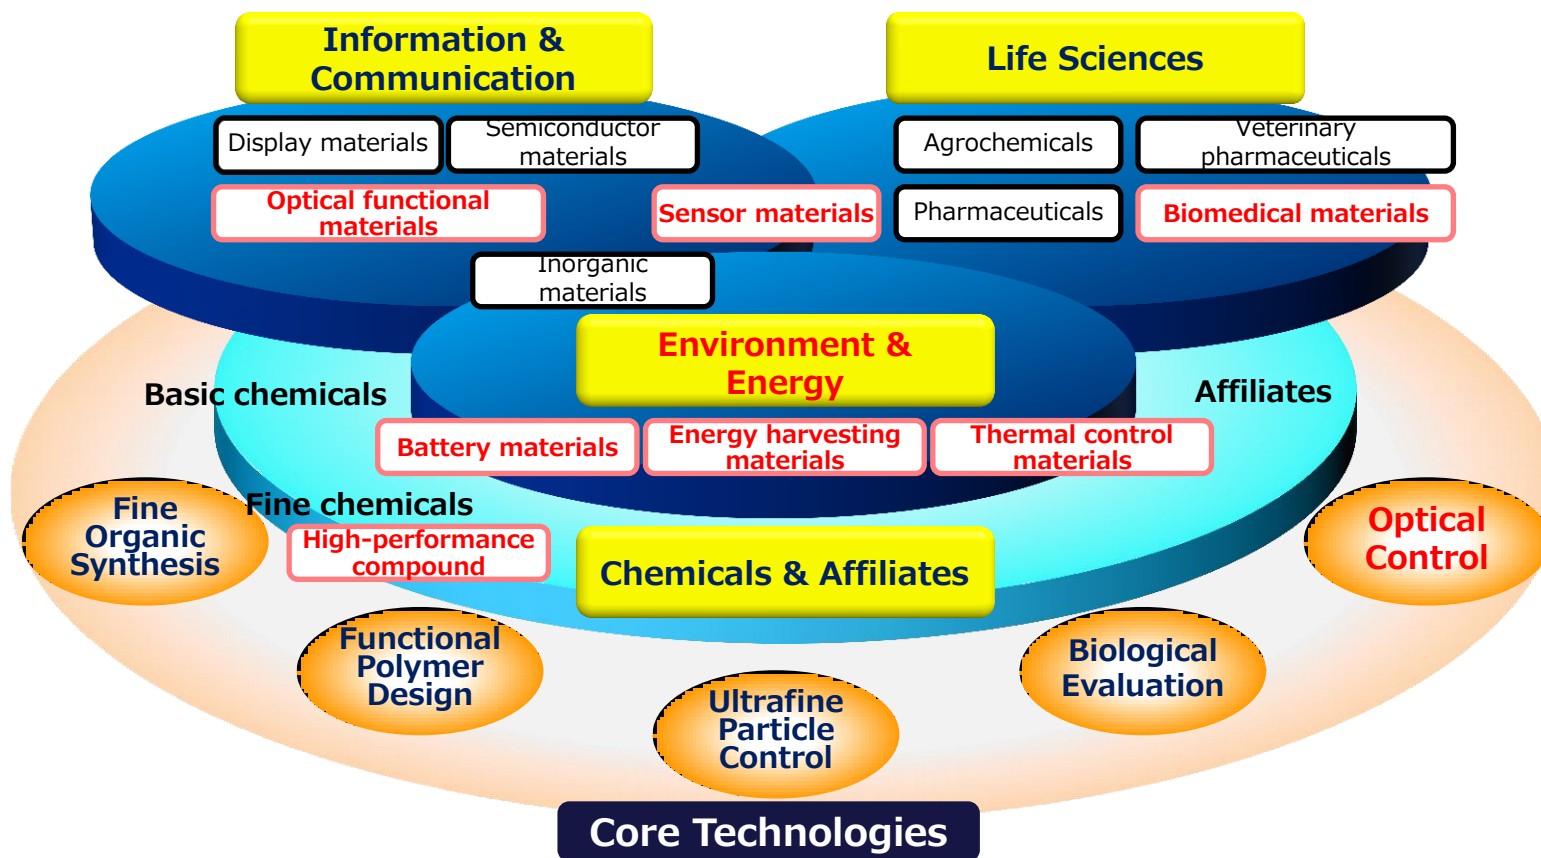 Information &
Communication
Life Sciences
Display materials
Semiconductor
materials
Agrochemicals
Veterinary
pharmaceuticals
Optical functional
materials
Sensor materials
Pharmaceuticals
Biomedical materials
Inorganic
materials
Environment &
Energy
Basic chemicals
Affiliates
Battery materials
Energy harvesting
materials
Thermal control
materials
Fine chemicals
High-performance
compound
Chemicals & Affiliates
Fine
Organic
Synthesis
Optical
Control
Functional
Polymer
Design
Biological
Evaluation
Ultrafine
Particle
Control
Core Technologies